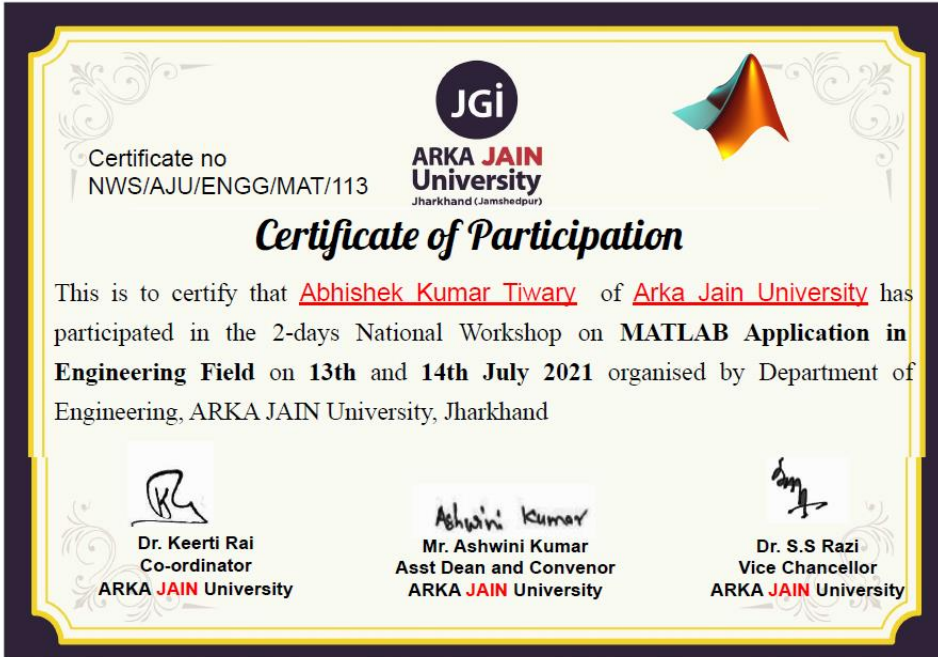 JGi
ARKA JAIN
University
Jharkhand (Jamshedpur)
Certificate no
NWS/AJU/ENGG/MAT/113
Certificate of Participation
This is to certify that Abhishek Kumar Tiwary of Arka Jain University has
participated in the 2-days National Workshop on MATLAB Application in
Engineering Field on 13th and 14th July 2021 organised by Department of
Engineering, ARKA JAIN University, Jharkhand
Ashwini Kumar
Dr. Keerti Rai
Co-ordinator
ARKA JAIN University
Mr. Ashwini Kumar
Asst Dean and Convenor
ARKA JAIN University
Dr. S.S Razi
Vice Chancellor
ARKA JAIN University